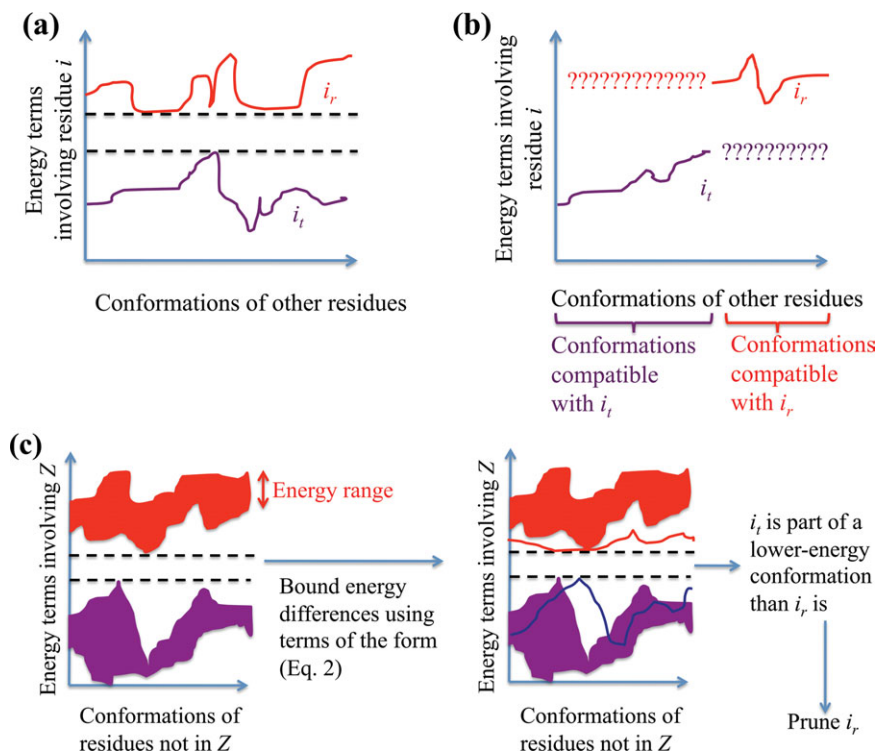 (a)
Energy terms
involving residue i
i_r
i_t
Conformations of other residues
(b)
Energy terms involving
residue i
?????????????
i_r
??????????
i_t
Conformations of other residues
Conformations
compatible
with i_t
Conformations
compatible
with i_r
(c)
Energy terms involving Z
Energy range
Conformations of
residues not in Z
Bound energy
differences using
terms of the form
(Eq. 2)
Energy terms involving Z
Conformations of
residues not in Z
i_t is part of a
lower-energy
conformation
than i_r is
Prune i_r